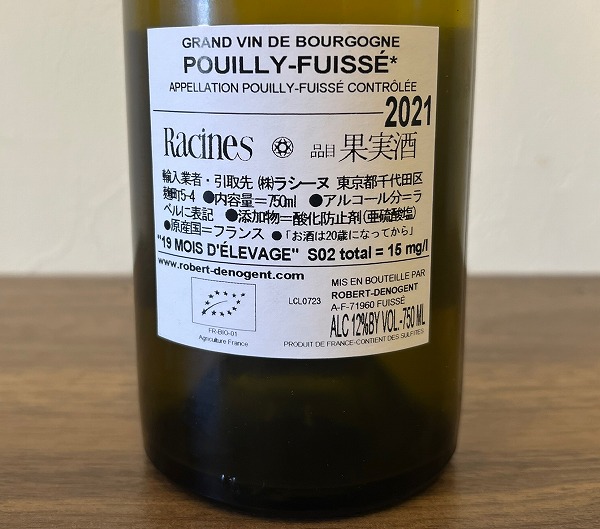 GRAND VIN DE BOURGOGNE
POUILLY-FUISSÉ*
APPELLATION POUILLY-FUISSÉ CONTRÔLÉE
2021
Racines 品目 果実酒
輸入業者・引取先 (株)ラシーヌ 東京都千代田区
麹町5-4 ●内容量=750ml ●アルコール分=ラ
ベルに表記 ●添加物=酸化防止剤(亜硫酸塩)
●原産国=フランス ●「お酒は20歳になってから」
"19 MOIS D'ÉLEVAGE" S02 total = 15 mg/l
www.robert-denogent.com
FR-BIO-01
Agriculture France
LCL0723
MIS EN BOUTEILLE PAR
ROBERT-DENOGENT
A-F-71960 FUISSÉ
ALC 12%BY VOL-750 ML
PRODUIT DE FRANCE-CONTIENT DES SULFITES